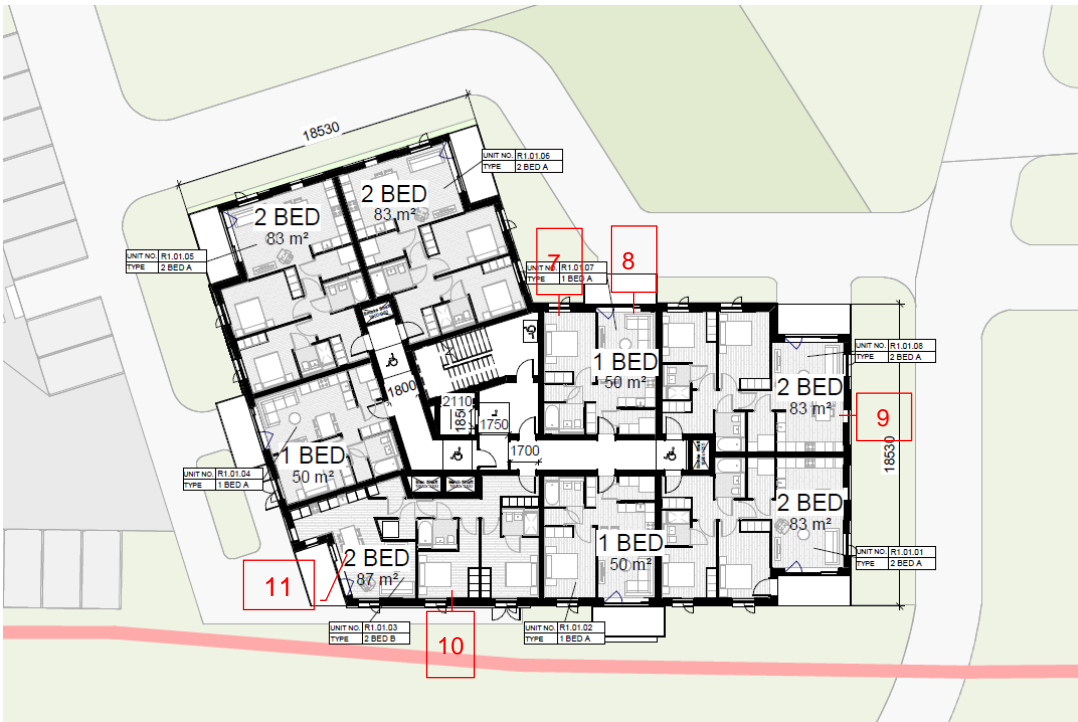 18530
UNIT NO. R1.01.06
TYPE 2 BED A
2 BED
83 m²
2 BED
83 m²
UNIT NO. R1.01.05
TYPE 2 BED A
7
8
UNIT NO. R1.01.07
TYPE 1 BED A
1 BED
50 m²
UNIT NO. R1.01.08
TYPE 2 BED A
2 BED
83 m²
9
18530
1800
2110
1850
L
1750
1700
1 BED
50 m²
UNIT NO. R1.01.04
TYPE 1 BED A
2 BED
83 m²
1 BED
50 m²
2 BED
87 m²
UNIT NO. R1.01.01
TYPE 2 BED A
11
10
UNIT NO. R1.01.03
TYPE 2 BED B
UNIT NO. R1.01.02
TYPE 1 BED A